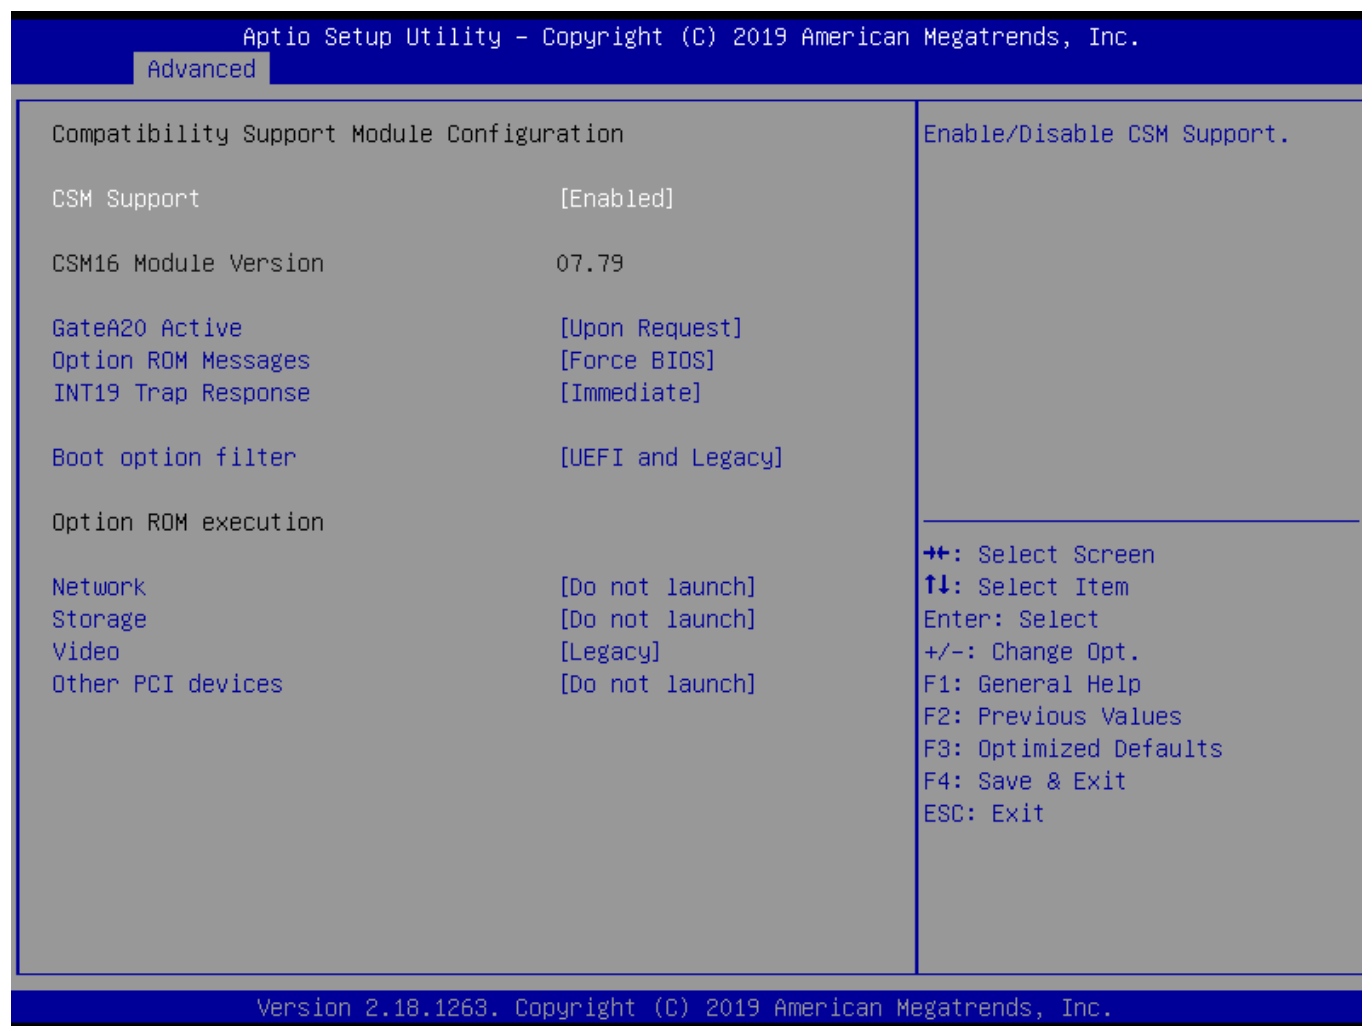 Aptio Setup Utility – Copyright (C) 2019 American Megatrends, Inc.
Advanced
Compatibility Support Module Configuration
CSM Support [Enabled]
CSM16 Module Version 07.79
GateA20 Active [Upon Request]
Option ROM Messages [Force BIOS]
INT19 Trap Response [Immediate]
Boot option filter [UEFI and Legacy]
Option ROM execution
Network [Do not launch]
Storage [Do not launch]
Video [Legacy]
Other PCI devices [Do not launch]
Enable/Disable CSM Support.
→←: Select Screen
↑↓: Select Item
Enter: Select
+/-: Change Opt.
F1: General Help
F2: Previous Values
F3: Optimized Defaults
F4: Save & Exit
ESC: Exit
Version 2.18.1263. Copyright (C) 2019 American Megatrends, Inc.